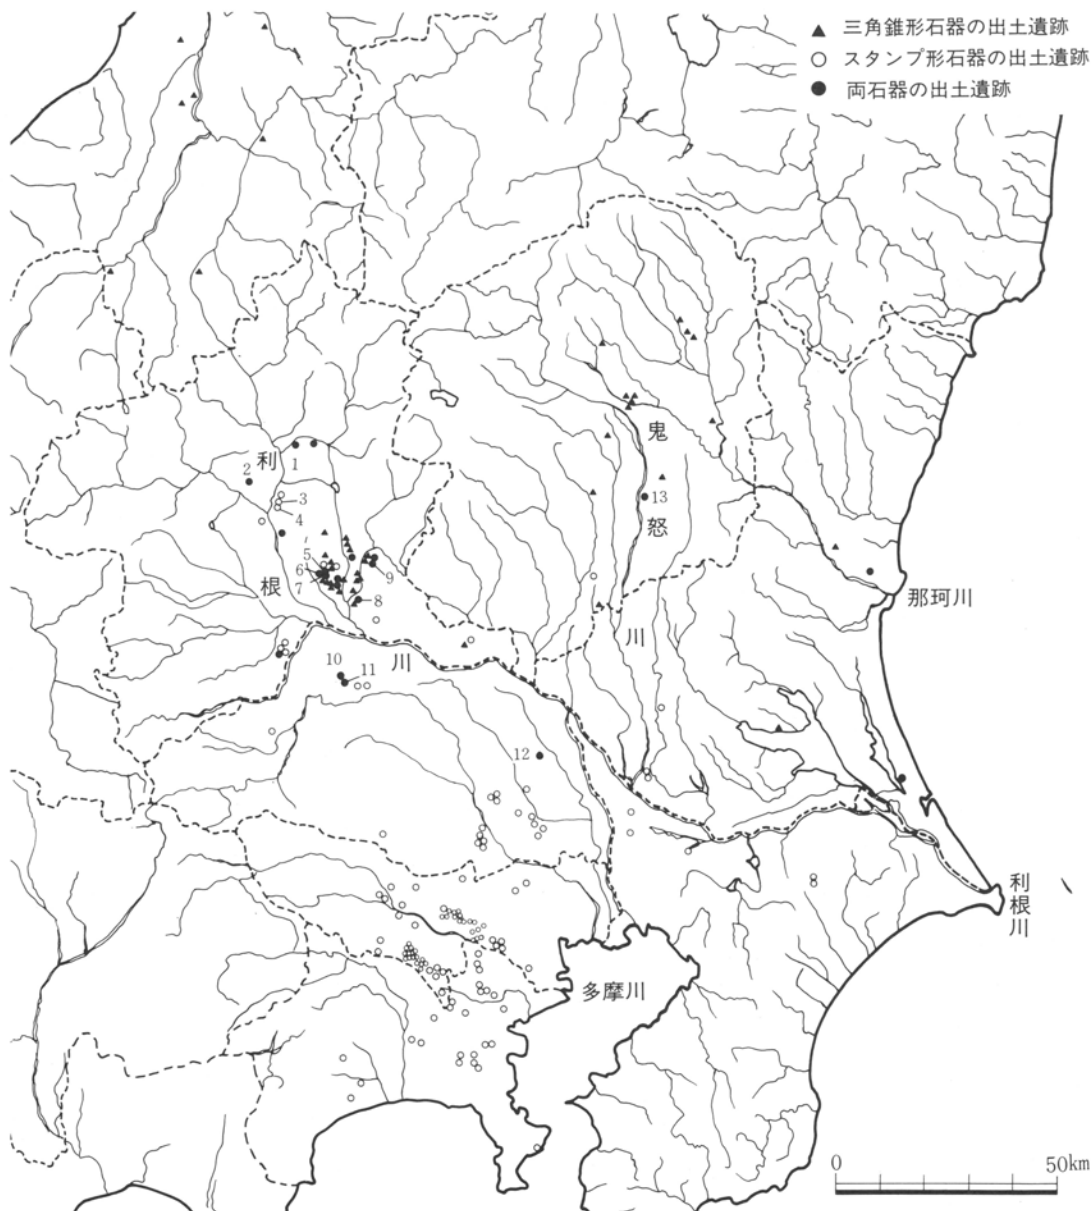 ▲ 三角錐形石器の出土遺跡
○ スタンプ形石器の出土遺跡
● 両石器の出土遺跡
鬼
利
1
2
13
3
4
怒
5
6
7
9
根
8
那珂川
川
川
10
11
12
利根川
多摩川
0
50km